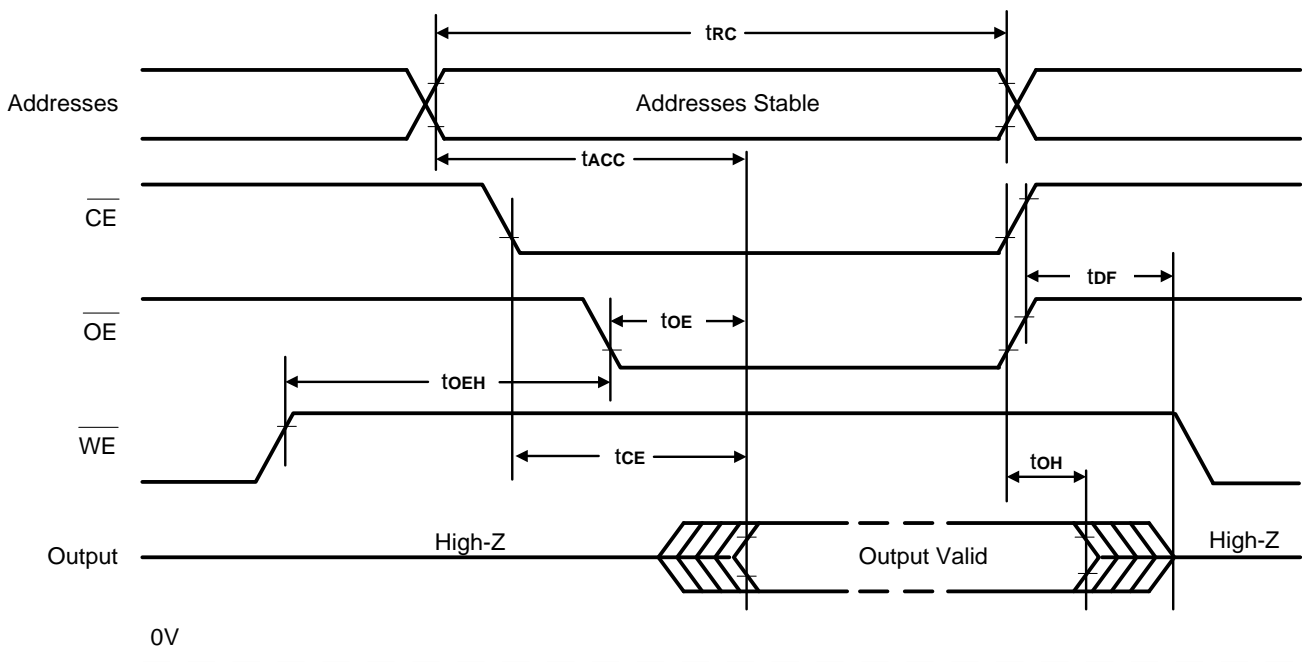 tRC
Addresses
Addresses Stable
tACC
CE
tDF
OE
tOE
tOEH
WE
tCE
tOH
Output
High-Z
Output Valid
High-Z
0V